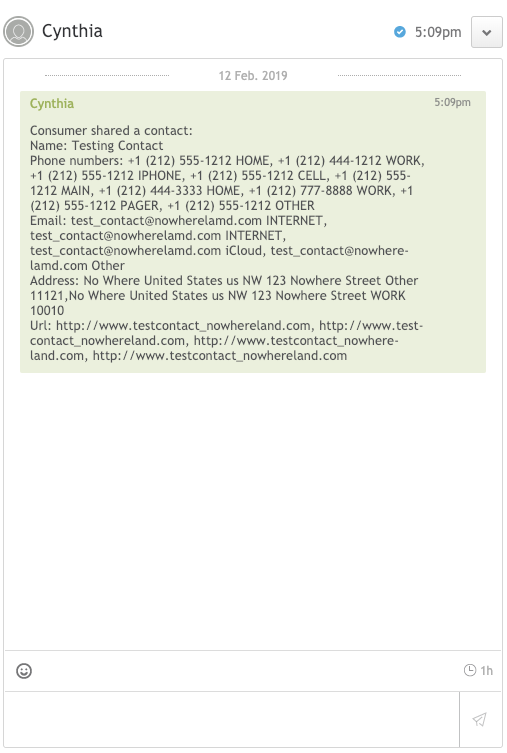 Cynthia
5:09pm
12 Feb. 2019
Cynthia
5:09pm
Consumer shared a contact:
Name: Testing Contact
Phone numbers: +1 (212) 555-1212 HOME, +1 (212) 444-1212 WORK,
+1 (212) 555-1212 IPHONE, +1 (212) 555-1212 CELL, +1 (212) 555-
1212 MAIN, +1 (212) 444-3333 HOME, +1 (212) 777-8888 WORK, +1
(212) 555-1212 PAGER, +1 (212) 555-1212 OTHER
Email: test_contact@nowherelamd.com INTERNET,
test_contact@nowherelamd.com INTERNET,
test_contact@nowherelamd.com iCloud, test_contact@nowhere-
lamd.com Other
Address: No Where United States us NW 123 Nowhere Street Other
11121,No Where United States us NW 123 Nowhere Street WORK
10010
Url: http://www.testcontact_nowhereland.com, http://www.test-
contact_nowhereland.com, http://www.testcontact_nowhere-
land.com, http://www.testcontact_nowhereland.com
1h